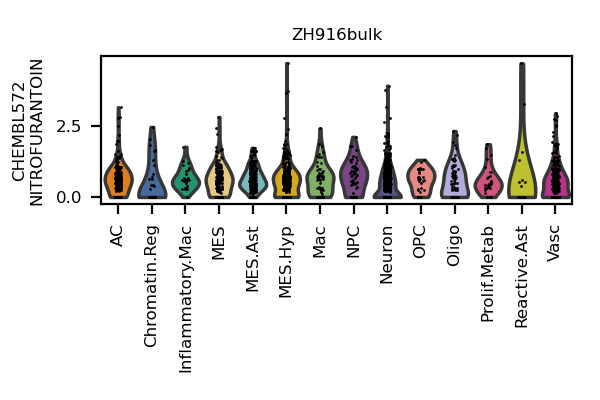 ZH916bulk
CHEMBL572
NITROFURANTOIN
2.5
0.0
AC
Chromatin.Reg
Inflammatory.Mac
MES
MES.Ast
MES.Hyp
Mac
NPC
Neuron
OPC
Oligo
Prolif.Metab
Reactive.Ast
Vasc